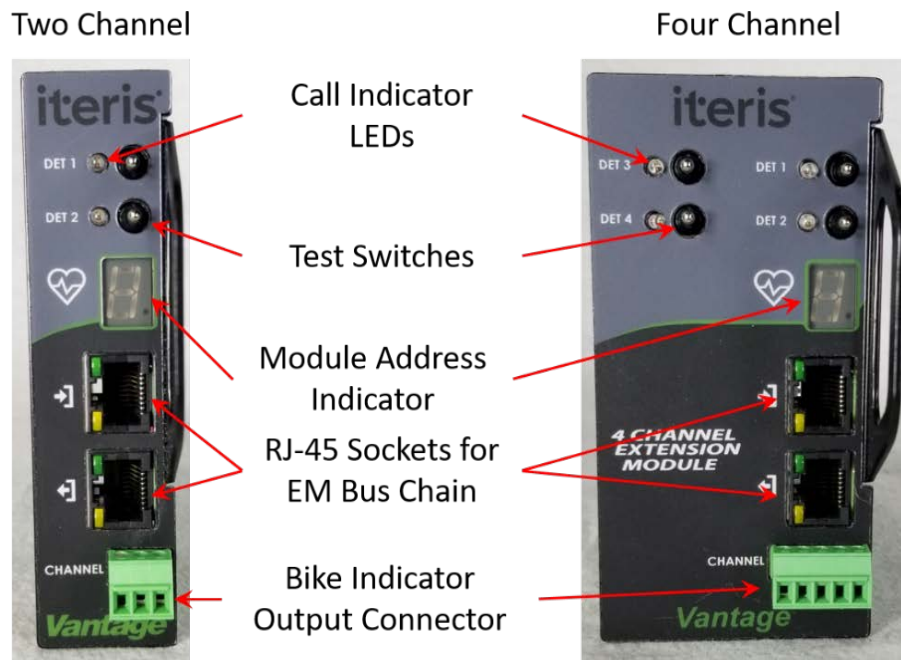 Two Channel
Four Channel
iteris
iteris
Call Indicator
LEDs
DET 1
DET 3
DET 1
DET 2
DET 4
DET 2
Test Switches
Module Address
Indicator
RJ-45 Sockets for
EM Bus Chain
4 CHANNEL
EXTENSION
MODULE
CHANNEL
CHANNEL
Bike Indicator
Output Connector
Vantage
Vantage